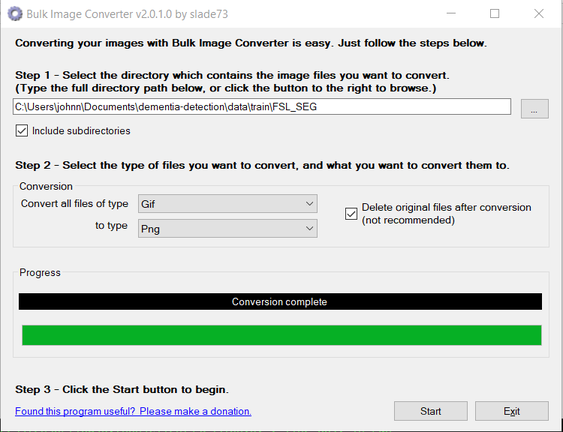 Bulk Image Converter v2.0.1.0 by slade73
Converting your images with Bulk Image Converter is easy. Just follow the steps below.
Step 1 - Select the directory which contains the image files you want to convert.
(Type the full directory path below, or click the button to the right to browse.)
C:\Users\johnn\Documents\dementia-detection\data\train\FSL_SEG
...
Include subdirectories
Step 2 - Select the type of files you want to convert, and what you want to convert them to.
Conversion
Convert all files of type
Gif
to type
Png
Delete original files after conversion
(not recommended)
Progress
Conversion complete
Step 3 - Click the Start button to begin.
Found this program useful? Please make a donation.
Start
Exit